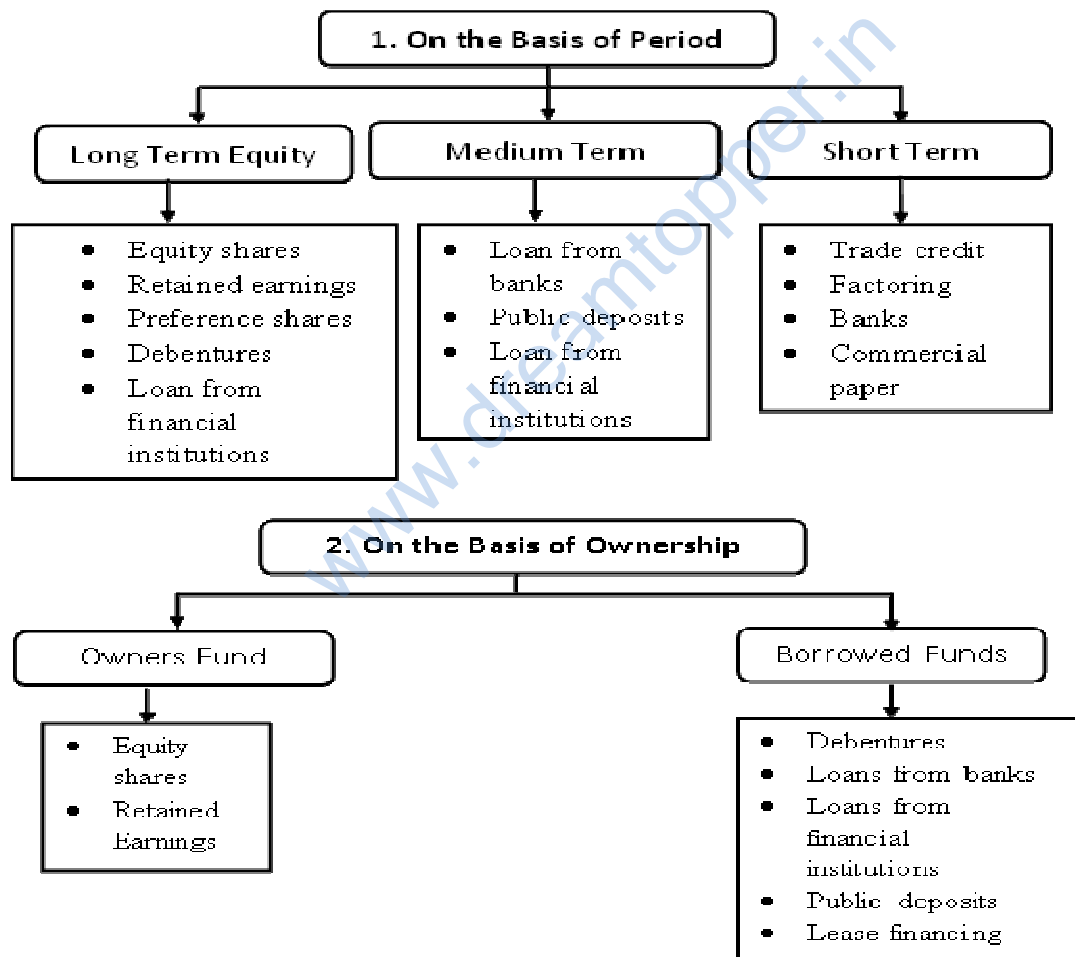 1. On the Basis of Period
Long Term Equity
Medium Term
Short Term
• Equity shares
• Retained earnings
• Preference shares
• Debentures
• Loan from
financial
institutions
• Loan from
banks
• Public deposits
• Loan from
financial
institutions
• Trade credit
• Factoring
• Banks
• Commercial
paper
www.dreamtopper.in
2. On the Basis of Ownership
Owners Fund
Borrowed Funds
• Equity
shares
• Retained
Earnings
• Debentures
• Loans from banks
• Loans from
financial
institutions
• Public deposits
• Lease financing